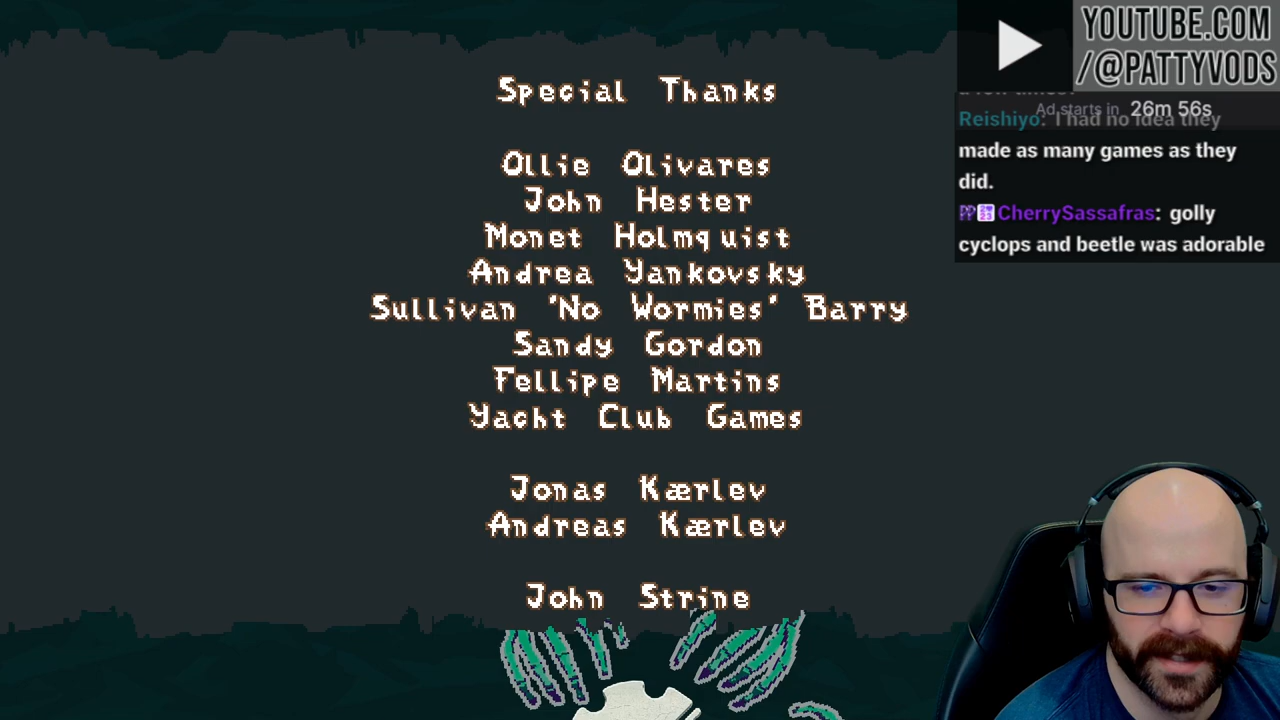 Special Thanks
Ollie Olivares
John Hester
Monet Holmquist
Andrea Yankovsky
Sullivan 'No Wormies' Barry
Sandy Gordon
Fellipe Martins
Yacht Club Games
Jonas Kærlev
Andreas Kærlev
John Strine
YOUTUBE.COM
/@PATTYVODS
a few times?
Ad starts in 26m 56s
Reishiyo: I had no idea they
made as many games as they
did.
CherrySassafras: golly
cyclops and beetle was adorable